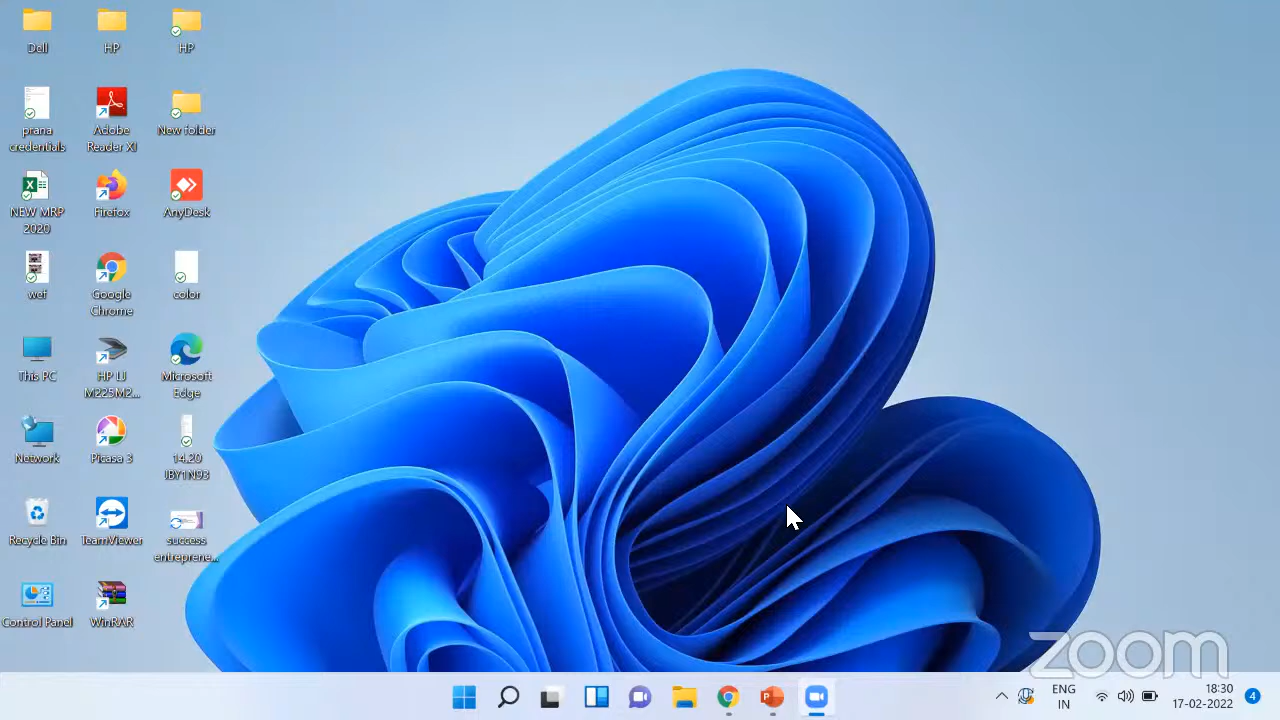 Dell
HP
HP
prana
credentials
Adobe
Reader XI
New folder
NEW MRP
2020
Firefox
AnyDesk
wef
Google
Chrome
color
This PC
HP LJ
M225M2...
Microsoft
Edge
Network
Picasa 3
14.20
IBY1N93
Recycle Bin
TeamViewer
success
entreprene...
Control Panel
WinRAR
zoom
ENG
IN
18:30
17-02-2022
4